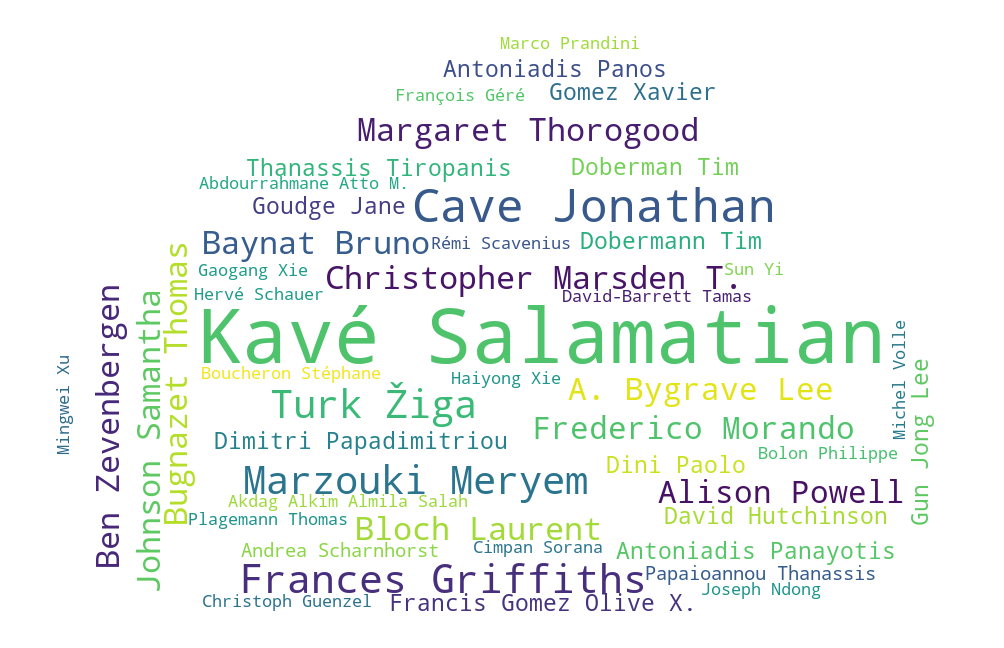 Marco Prandini
Antoniadis Panos
François Géré
Gomez Xavier
Margaret Thorogood
Thanassis Tiropanis
Doberman Tim
Abdourrahmane Atto M.
Goudge Jane
Cave Jonathan
Baynat Bruno
Rémi Scavenius
Dobermann Tim
Gaogang Xie
Christopher Marsden T.
Sun Yi
Hervé Schauer
David-Barrett Tamas
Kavé Salamatian
Mingwei Xu
Ben Zevenbergen
Johnson Samantha
Bugnazet Thomas
Michel Volle
Gun Jong Lee
Boucheron Stéphane
Haiyong Xie
A. Bygrave Lee
Turk Žiga
Frederico Morando
Dimitri Papadimitriou
Bolon Philippe
Dini Paolo
Marzouki Meryem
Alison Powell
Akdag Alkim Almila Salah
Plagemann Thomas
Bloch Laurent
David Hutchinson
Andrea Scharnhorst
Cimpan Sorana
Antoniadis Panayotis
Frances Griffiths
Papaioannou Thanassis
Joseph Ndong
Christoph Guenzel
Francis Gomez Olive X.